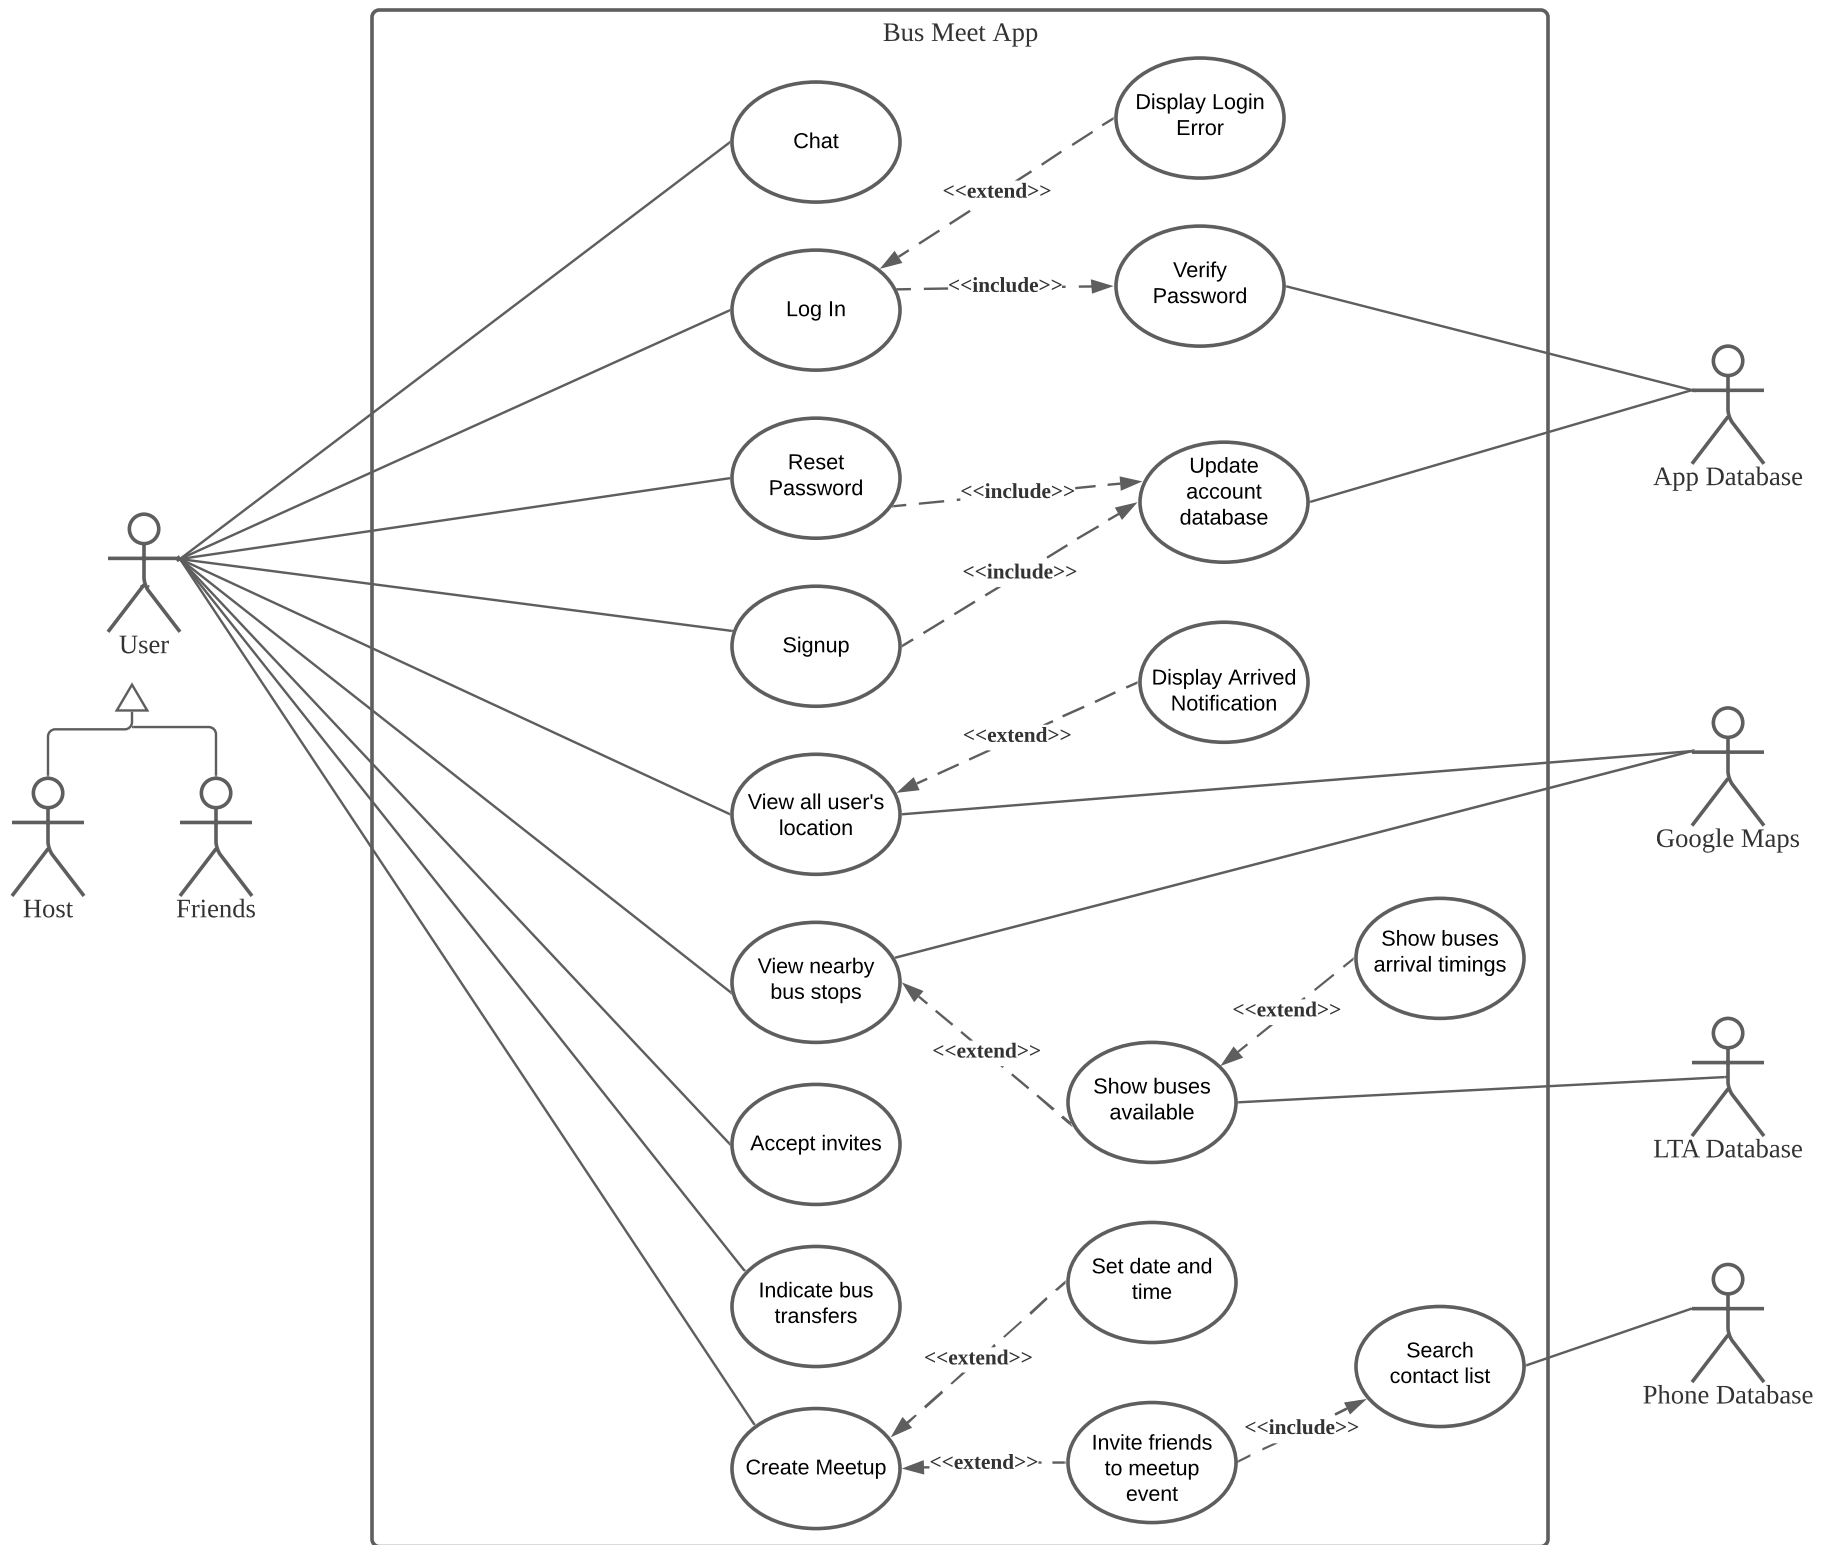 Bus Meet App
Chat
Display Login
Error
<<extend>>
Log In
<<include>>
Verify
Password
Reset
Password
<<include>>
Update
account
database
App Database
User
Signup
<<include>>
Display Arrived
Notification
<<extend>>
View all user's
location
Google Maps
Host
Friends
View nearby
bus stops
<<extend>>
Show buses
arrival timings
<<extend>>
Show buses
available
LTA Database
Accept invites
Indicate bus
transfers
Set date and
time
<<extend>>
Search
contact list
Phone Database
Create Meetup
<<extend>>
Invite friends
to meetup
event
<<include>>